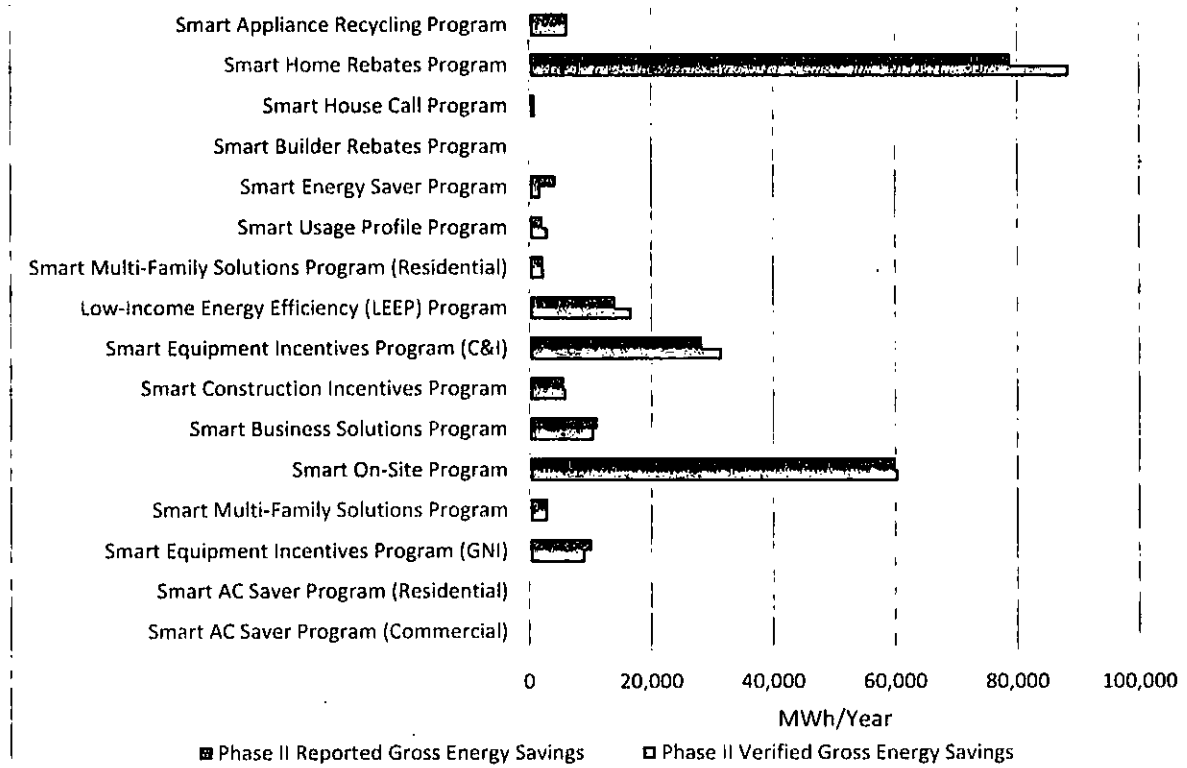 Smart Appliance Recycling Program
Smart Home Rebates Program
Smart House Call Program
Smart Builder Rebates Program
Smart Energy Saver Program
Smart Usage Profile Program
Smart Multi-Family Solutions Program (Residential)
Low-Income Energy Efficiency (LEEP) Program
Smart Equipment Incentives Program (C&I)
Smart Construction Incentives Program
Smart Business Solutions Program
Smart On-Site Program
Smart Multi-Family Solutions Program
Smart Equipment Incentives Program (GNI)
Smart AC Saver Program (Residential)
Smart AC Saver Program (Commercial)
0 20,000 40,000 60,000 80,000 100,000
MWh/Year
Phase II Reported Gross Energy Savings Phase II Verified Gross Energy Savings